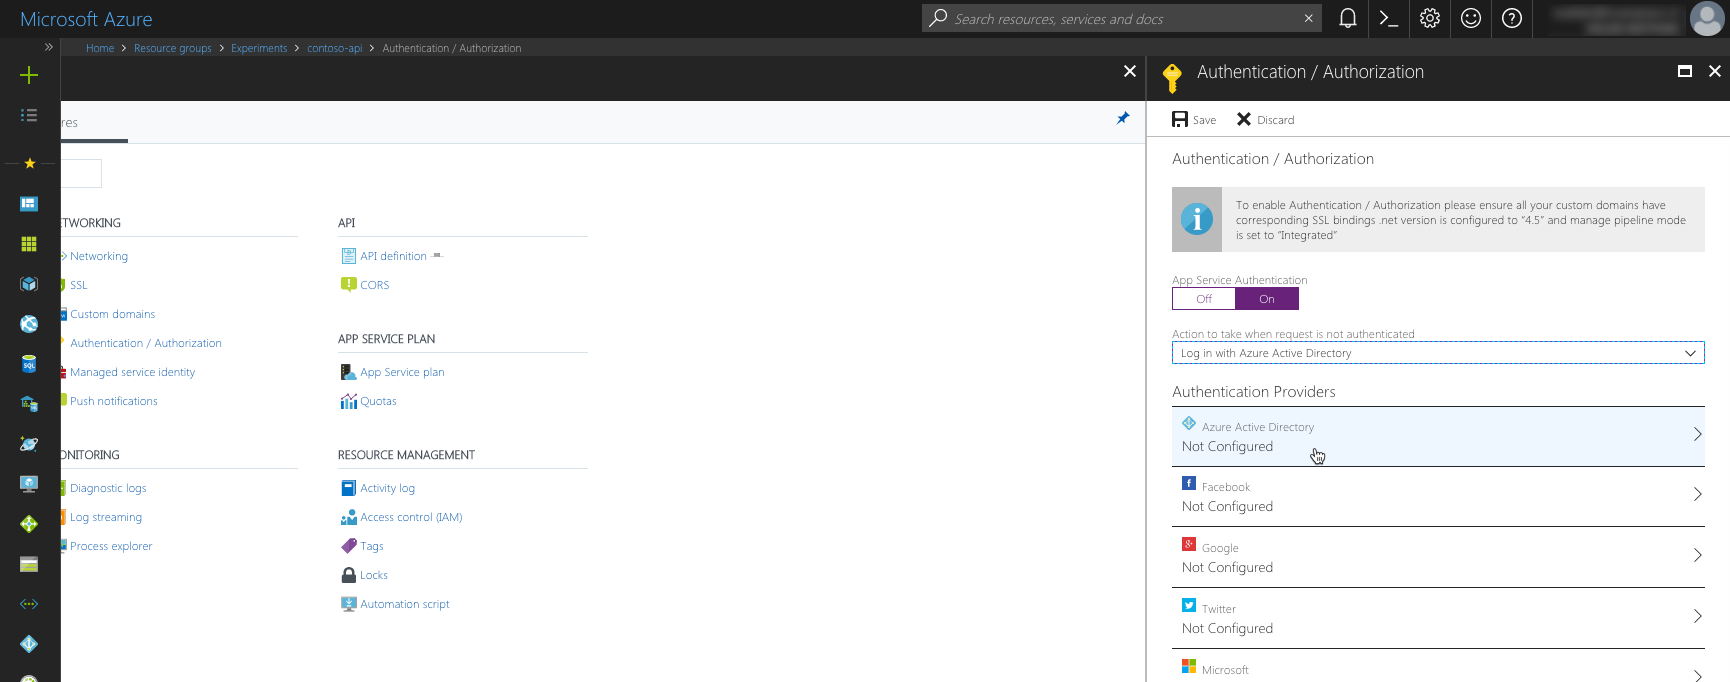 Microsoft Azure
Search resources, services and docs
Home > Resource groups > Experiments > contoso-api > Authentication / Authorization
res
TWORKING
Networking
SSL
Custom domains
Authentication / Authorization
Managed service identity
Push notifications
ONITORING
Diagnostic logs
Log streaming
Process explorer
API
API definition
CORS
APP SERVICE PLAN
App Service plan
Quotas
RESOURCE MANAGEMENT
Activity log
Access control (IAM)
Tags
Locks
Automation script
Authentication / Authorization
Save
Discard
Authentication / Authorization
To enable Authentication / Authorization please ensure all your custom domains have
corresponding SSL bindings .net version is configured to "4.5" and manage pipeline mode
is set to "Integrated"
App Service Authentication
Off
On
Action to take when request is not authenticated
Log in with Azure Active Directory
Authentication Providers
Azure Active Directory
Not Configured
Facebook
Not Configured
Google
Not Configured
Twitter
Not Configured
Microsoft